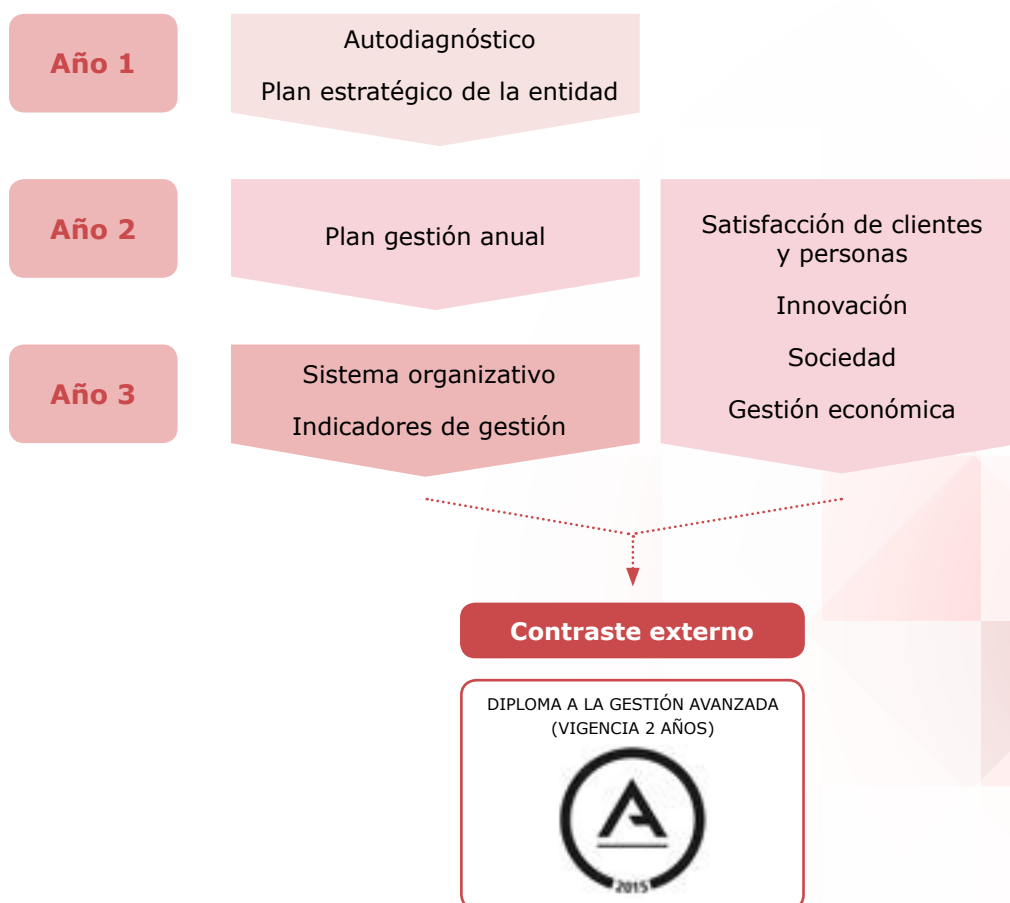 Año 1
Autodiagnóstico
Plan estratégico de la entidad
Año 2
Plan gestión anual
Satisfacción de clientes
y personas
Innovación
Sociedad
Gestión económica
Año 3
Sistema organizativo
Indicadores de gestión
Contraste externo
DIPLOMA A LA GESTIÓN AVANZADA
(VIGENCIA 2 AÑOS)
A
2015